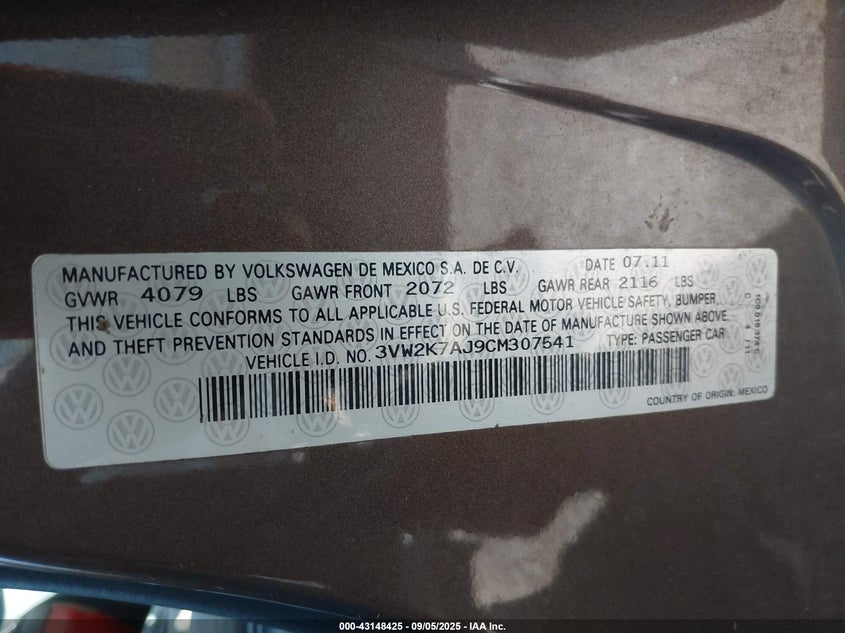 MANUFACTURED BY VOLKSWAGEN DE MEXICO S.A. DE C.V. DATE 07.11
GVWR 4079 LBS GAWR FRONT 2072 LBS GAWR REAR 2116 LBS
THIS VEHICLE CONFORMS TO ALL APPLICABLE U.S. FEDERAL MOTOR VEHICLE SAFETY, BUMPER,
AND THEFT PREVENTION STANDARDS IN EFFECT ON THE DATE OF MANUFACTURE SHOWN ABOVE.
VEHICLE I.D. NO. 3VW2K7AJ9CM307541 TYPE: PASSENGER CAR
COUNTRY OF ORIGIN: MEXICO
000-43148425 - 09/05/2025 - IAA Inc.